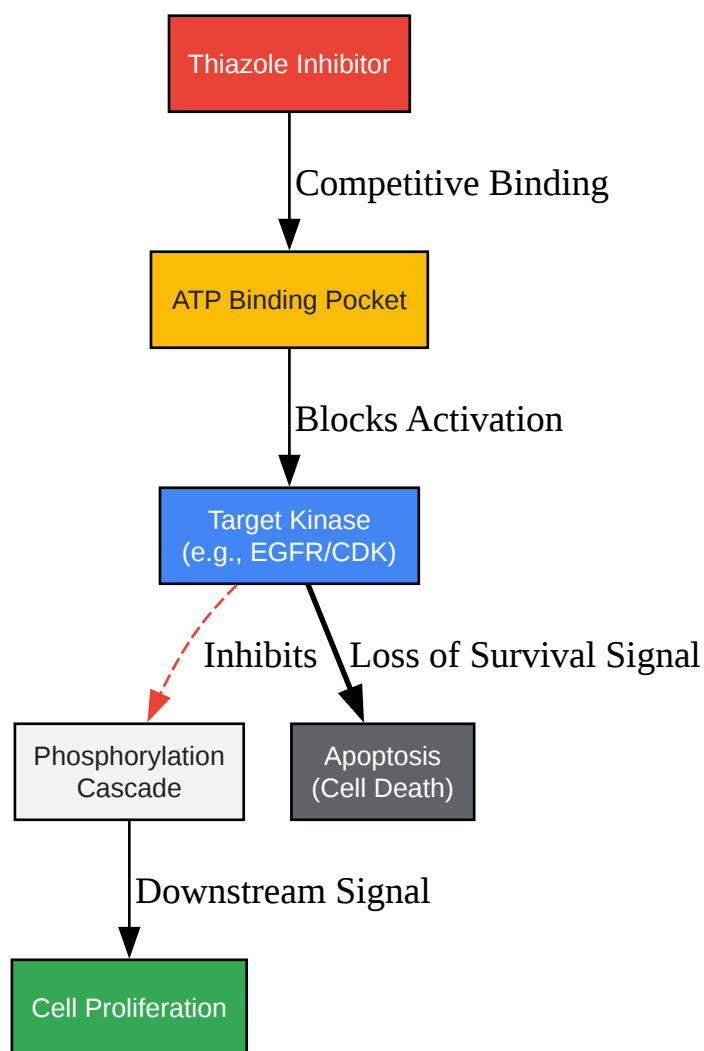 Thiazole Inhibitor
Competitive Binding
ATP Binding Pocket
Blocks Activation
Target Kinase
(e.g., EGFR/CDK)
Inhibits
Loss of Survival Signal
Phosphorylation
Cascade
Apoptosis
(Cell Death)
Downstream Signal
Cell Proliferation